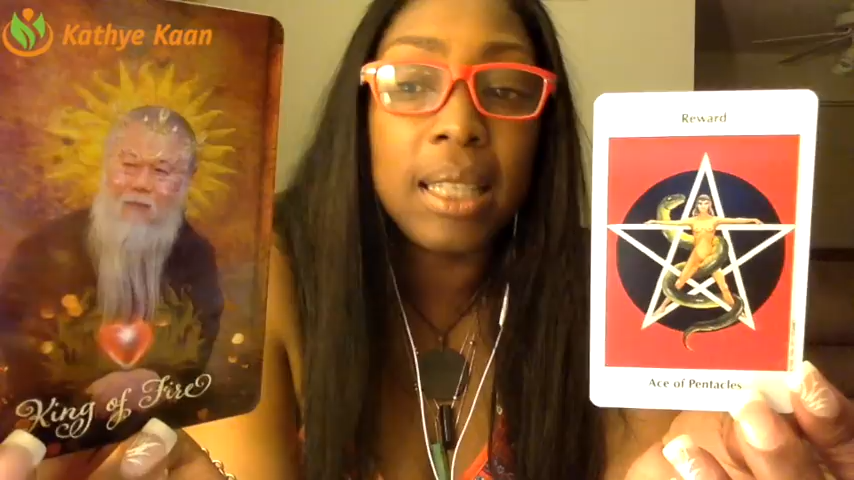 Kathye Kaan
King of Fire
Reward
Ace of Pentacles